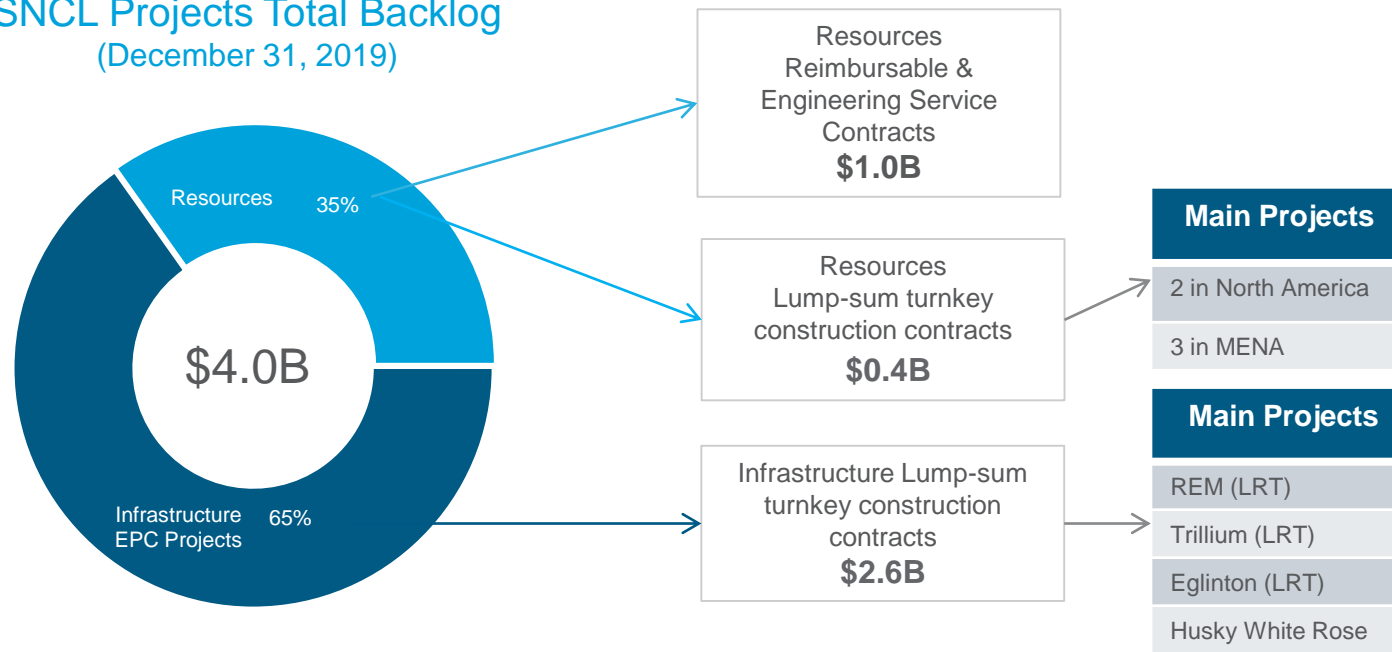 SNCL Projects Total Backlog
(December 31, 2019)
Resources 35%
$4.0B
Infrastructure 65%
EPC Projects
Resources
Reimbursable &
Engineering Service
Contracts
$1.0B
Resources
Lump-sum turnkey
construction contracts
$0.4B
Infrastructure Lump-sum
turnkey construction
contracts
$2.6B
Main Projects
2 in North America
3 in MENA
Main Projects
REM (LRT)
Trillium (LRT)
Eglinton (LRT)
Husky White Rose